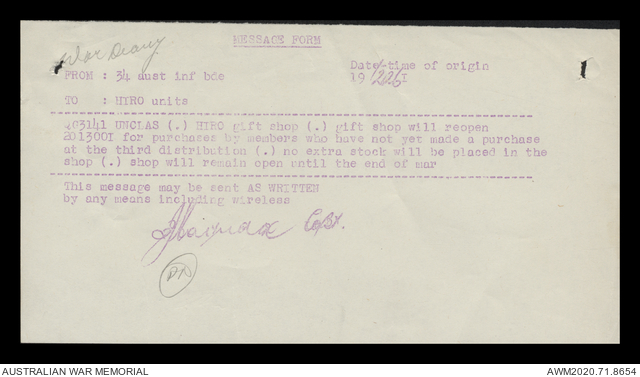 War Diary
MESSAGE FORM
Date-time of origin
FROM : 34 aust inf bde
19 1226 I
TO : HIRO units
Q03141 UNCLAS (.) HIRO gift shop (.) gift shop will reopen
201300I for purchases by members who have not yet made a purchase
at the third distribution (.) no extra stock will be placed in the
shop (.) shop will remain open until the end of mar
This message may be sent AS WRITTEN
by any means including wireless
Capt.
AUSTRALIAN WAR MEMORIAL
AWM2020.71.8654